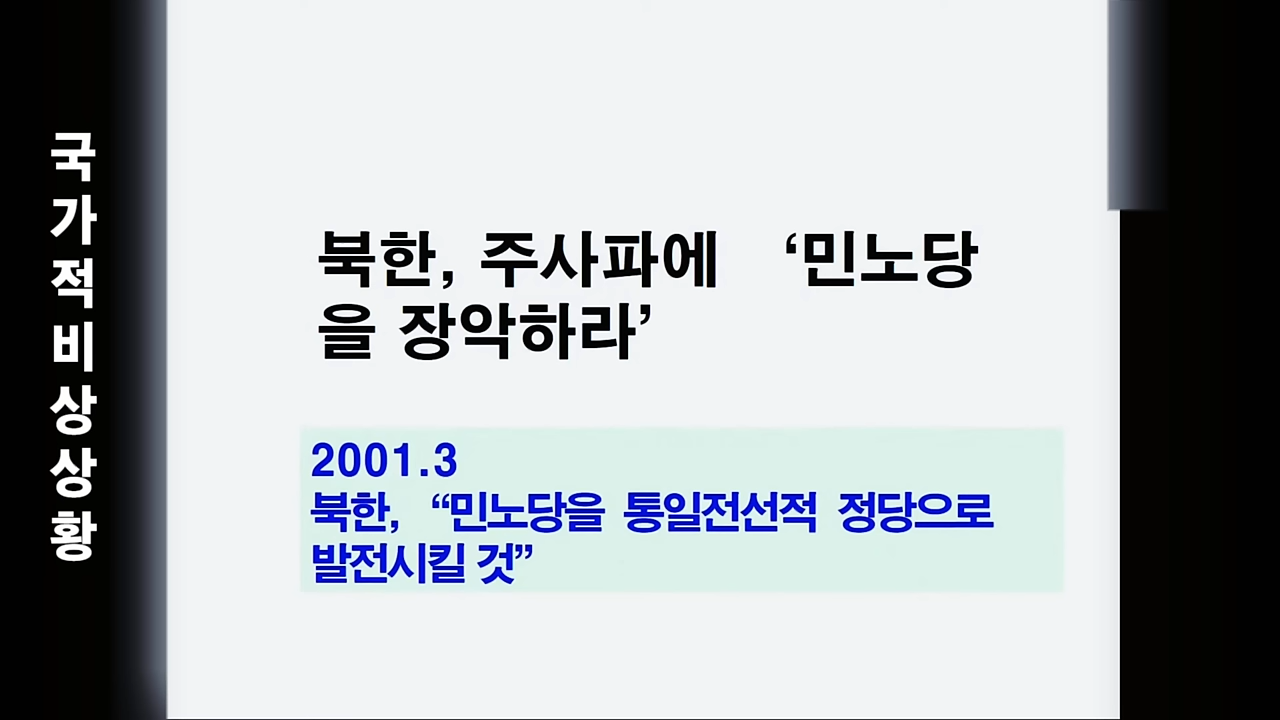 국가적비상상황
북한, 주사파에 ‘민노당
을 장악하라’
2001.3
북한, “민노당을 통일전선적 정당으로
발전시킬 것”